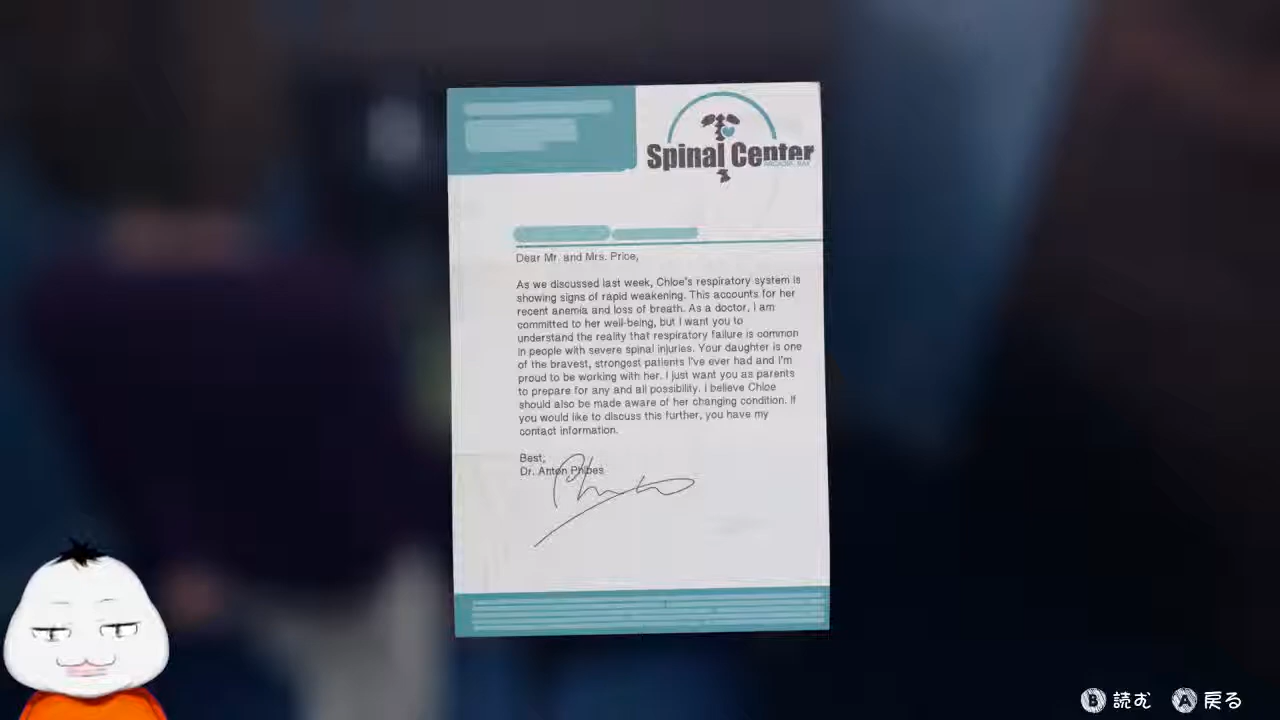 Spinal Center
ARCADIA BAY
Dear Mr. and Mrs. Price,
As we discussed last week, Chloe's respiratory system is
showing signs of rapid weakening. This accounts for her
recent anemia and loss of breath. As a doctor, I am
committed to her well-being, but I want you to
understand the reality that respiratory failure is common
in people with severe spinal injuries. Your daughter is one
of the bravest, strongest patients I've ever had and I'm
proud to be working with her. I just want you as parents
to prepare for any and all possibility. I believe Chloe
should also be made aware of her changing condition. If
you would like to discuss this further, you have my
contact information.
Best,
Dr. Anton Phibes
B 読む A 戻る